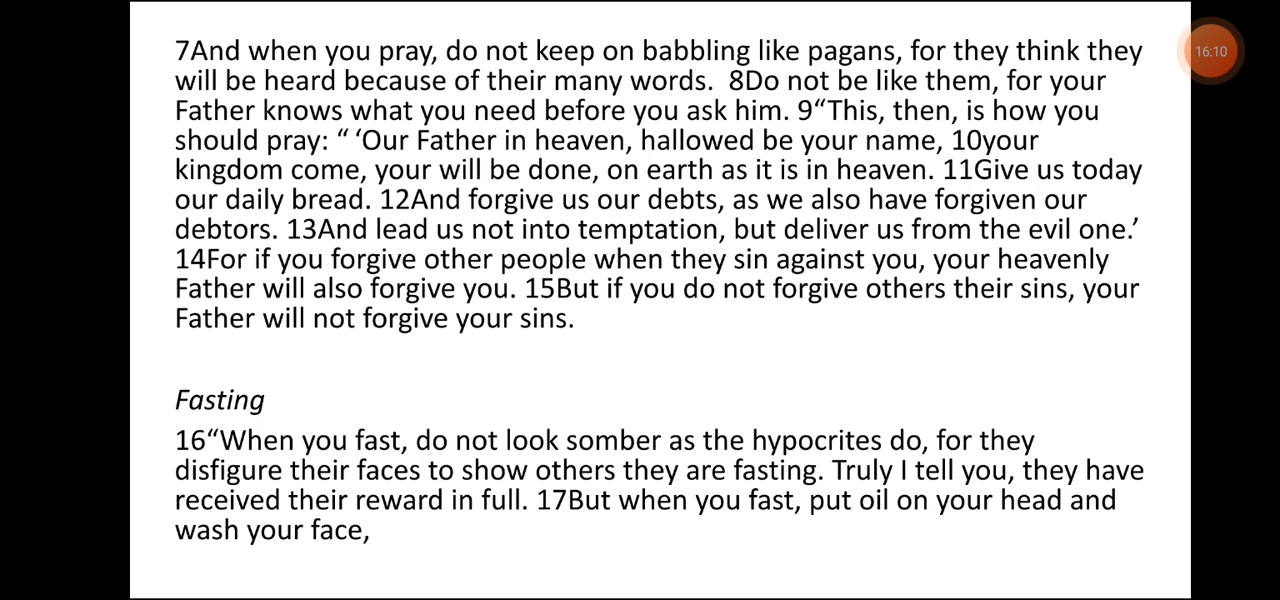 7And when you pray, do not keep on babbling like pagans, for they think they
will be heard because of their many words.  8Do not be like them, for your
Father knows what you need before you ask him. 9“This, then, is how you
should pray: “ ‘Our Father in heaven, hallowed be your name, 10your
kingdom come, your will be done, on earth as it is in heaven. 11Give us today
our daily bread. 12And forgive us our debts, as we also have forgiven our
debtors. 13And lead us not into temptation, but deliver us from the evil one.’
14For if you forgive other people when they sin against you, your heavenly
Father will also forgive you. 15But if you do not forgive others their sins, your
Father will not forgive your sins.
Fasting
16“When you fast, do not look somber as the hypocrites do, for they
disfigure their faces to show others they are fasting. Truly I tell you, they have
received their reward in full. 17But when you fast, put oil on your head and
wash your face,
16:10